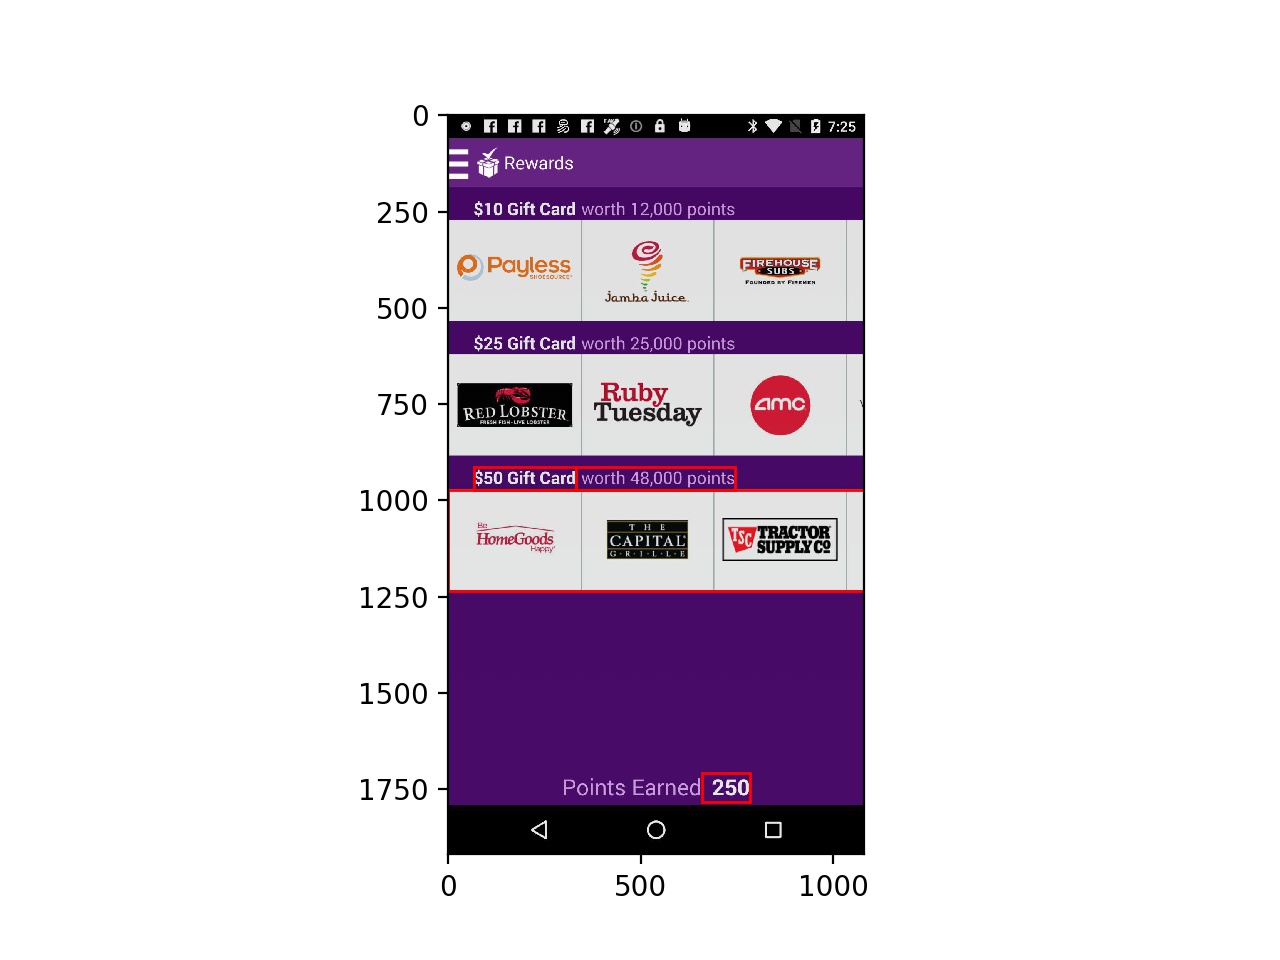 0
7:25
Rewards
250
$10 Gift Card worth 12,000 points
Payless
SHOESOURCE
Jamba Juice
FIREHOUSE
SUBS
FOUNDED BY FIREMEN
500
$25 Gift Card worth 25,000 points
750
RED LOBSTER
FRESH FISH • LIVE LOBSTER
Ruby
Tuesday
amc
$50 Gift Card worth 48,000 points
1000
Be
HomeGoods
Happy
THE
CAPITAL
GRILLE
TSC TRACTOR
SUPPLY CO
1250
1500
1750
Points Earned 250
0 500 1000